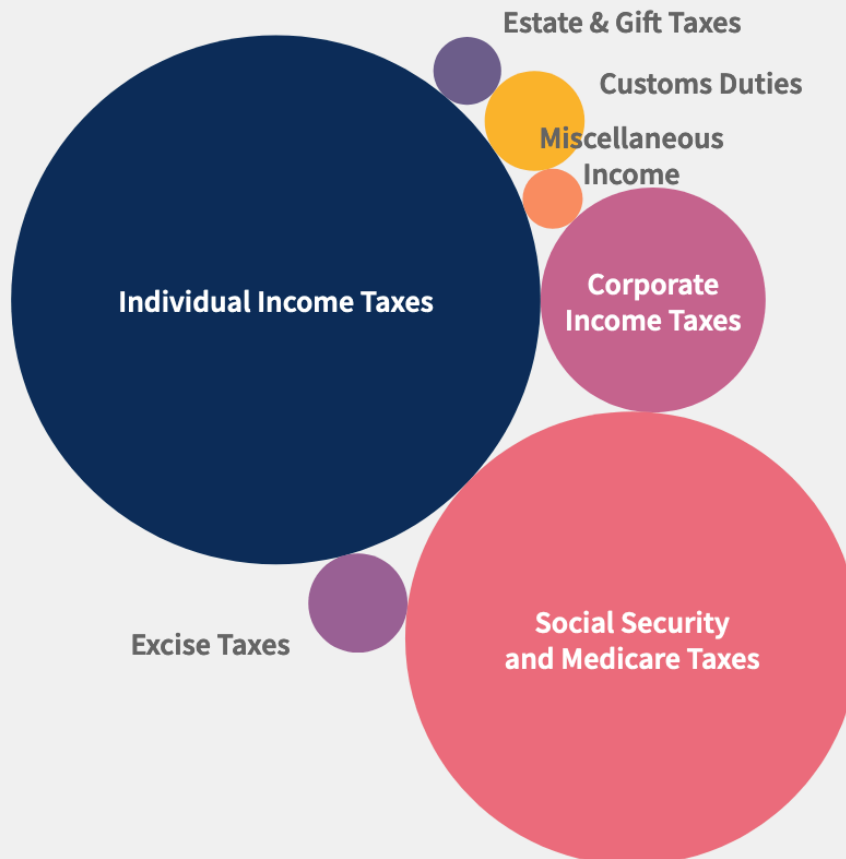 Estate & Gift Taxes
Customs Duties
Miscellaneous
Income
Corporate
Income Taxes
Individual Income Taxes
Social Security
and Medicare Taxes
Excise Taxes